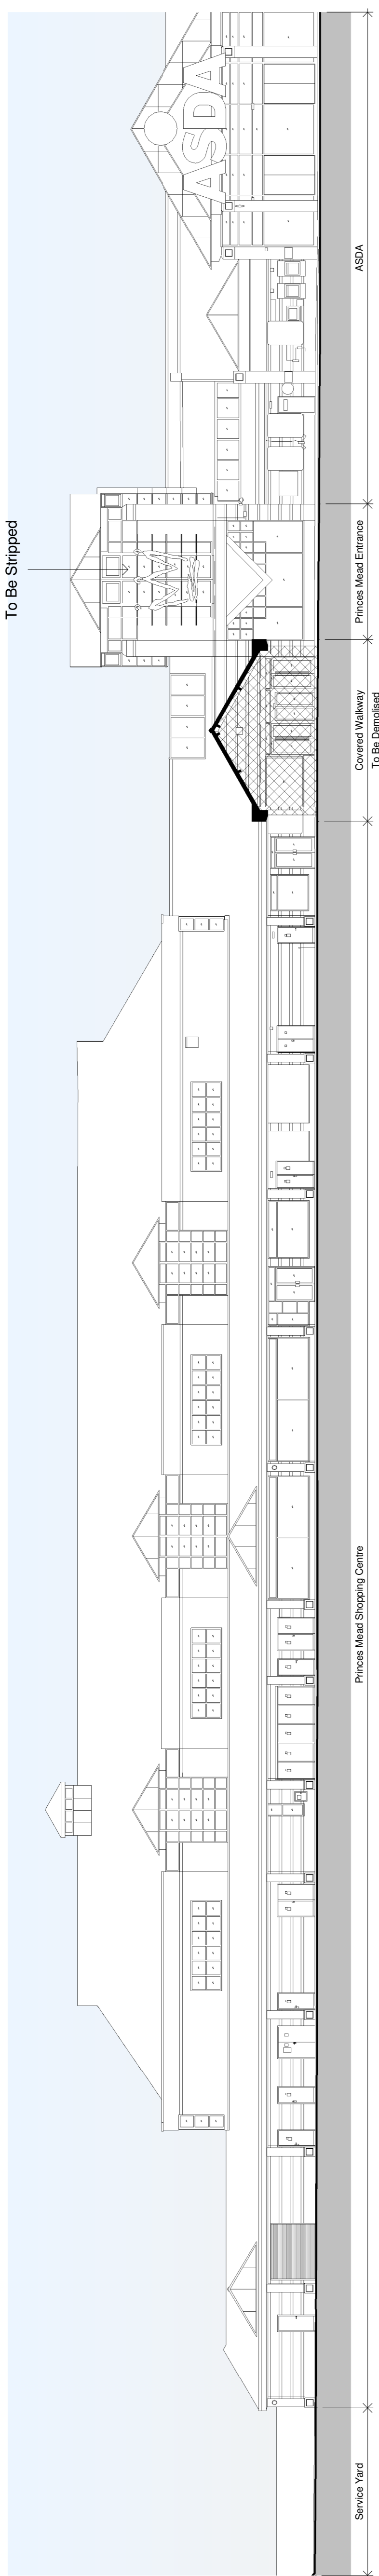 To Be Stripped
ASDA
Service Yard
Princes Mead Shopping Centre
Covered Walkway
To Be Demolised
Princes Mead Entrance
ASDA